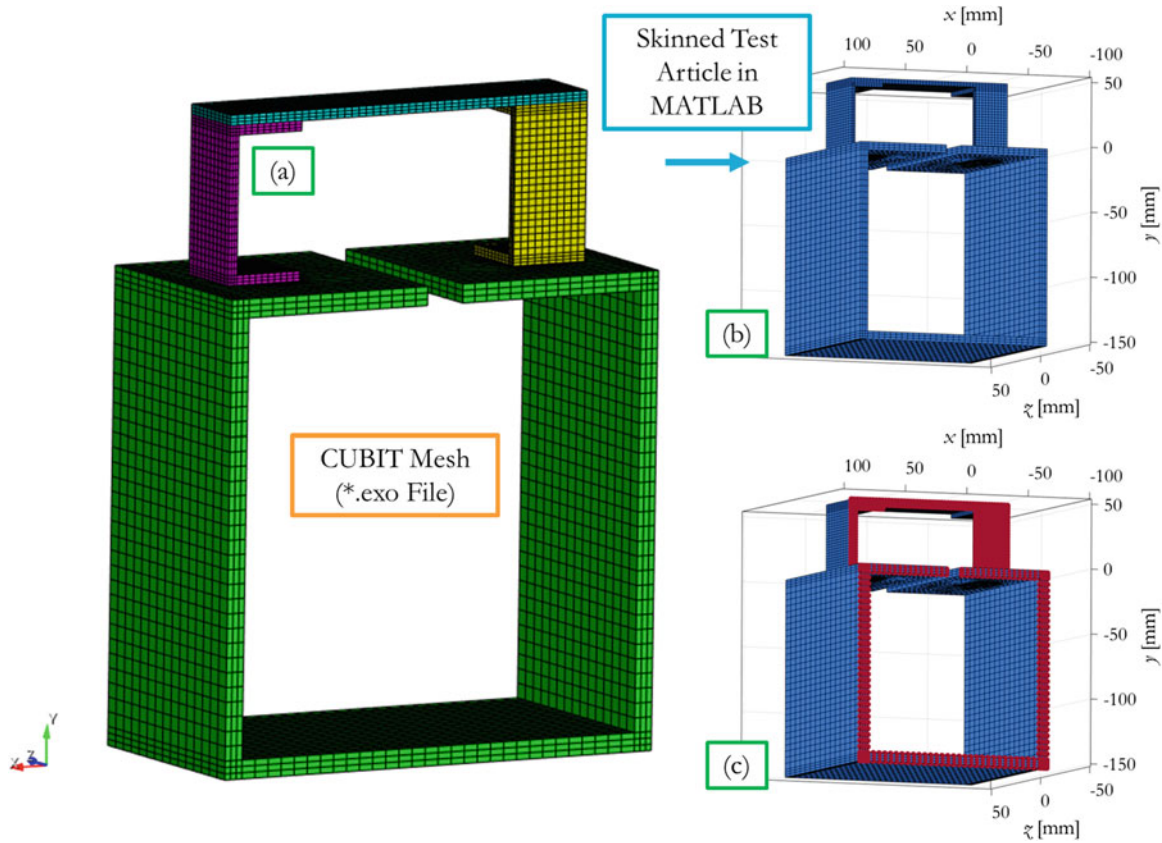 Skinned Test
Article in
MATLAB
(a)
CUBIT Mesh
(*.exo File)
Y
Z
X
x [mm]
100 50 0 -50 -100
50
0
-50
-100
-150
y [mm]
(b)
50 0 -50
z [mm]
x [mm]
100 50 0 -50 -100
50
0
-50
-100
-150
y [mm]
(c)
50 0 -50
z [mm]